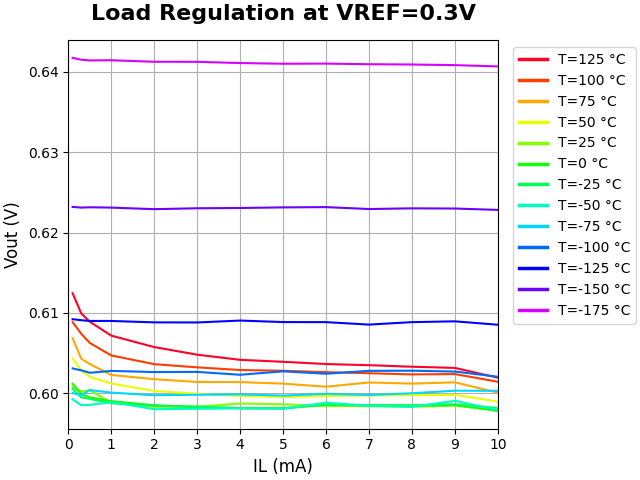 Load Regulation at VREF=0.3V
Vout (V)
0.64
0.63
0.62
0.61
0.60
0 1 2 3 4 5 6 7 8 9 10
IL (mA)
T=125 °C
T=100 °C
T=75 °C
T=50 °C
T=25 °C
T=0 °C
T=-25 °C
T=-50 °C
T=-75 °C
T=-100 °C
T=-125 °C
T=-150 °C
T=-175 °C